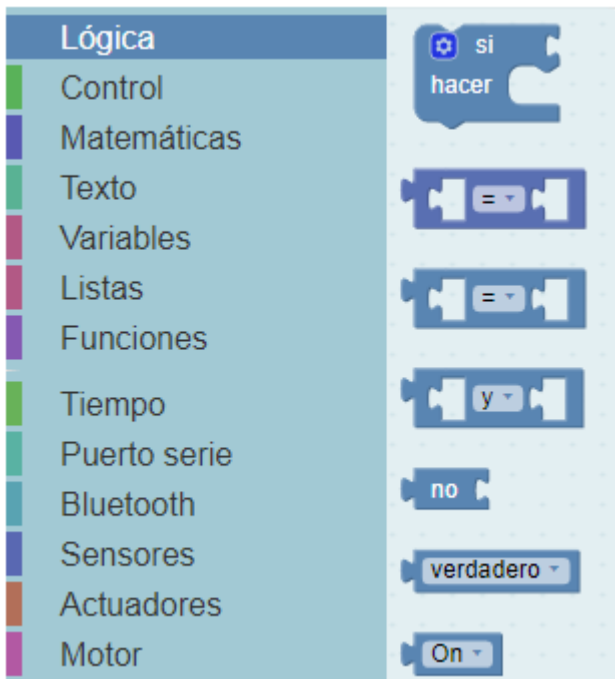 Lógica
Control
Matemáticas
Texto
Variables
Listas
Funciones
Tiempo
Puerto serie
Bluetooth
Sensores
Actuadores
Motor
si
hacer
=
=
y
no
verdadero
On